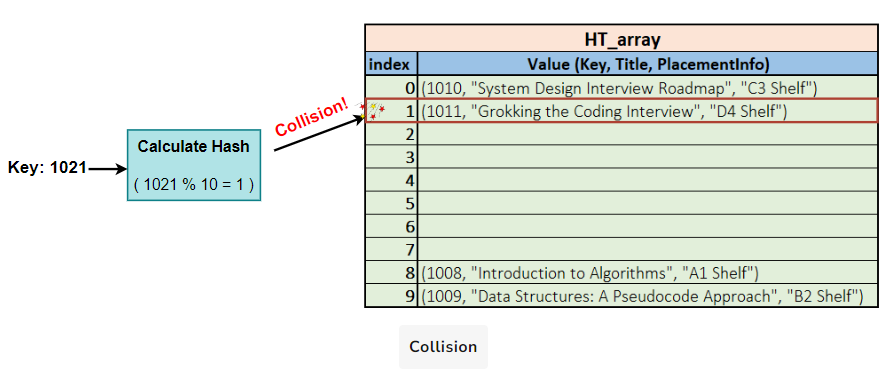 HT_array
index Value (Key, Title, PlacementInfo)
0 (1010, "System Design Interview Roadmap", "C3 Shelf")
Collision!
1 (1011, "Grokking the Coding Interview", "D4 Shelf")
2
Calculate Hash
3
Key: 1021
4
( 1021 % 10 = 1 )
5
6
7
8 (1008, "Introduction to Algorithms", "A1 Shelf")
9 (1009, "Data Structures: A Pseudocode Approach", "B2 Shelf")
Collision